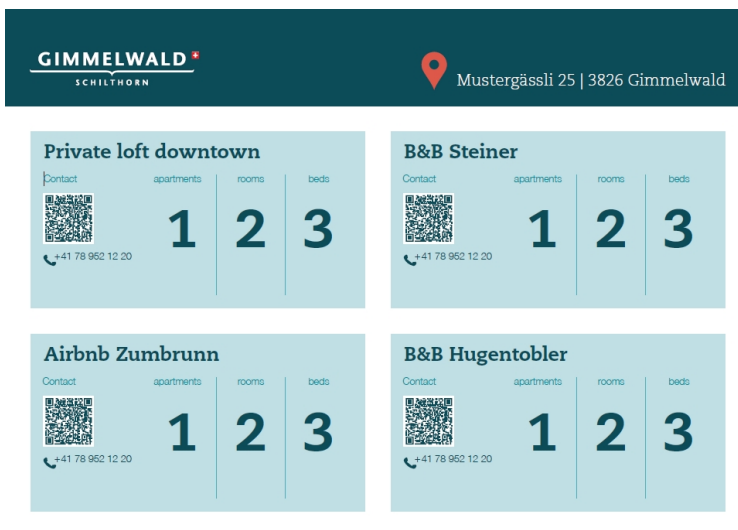 GIMMELWALD
SCHILTHORN
Mustergässli 25 | 3826 Gimmelwald
Private loft downtown
Contact apartments rooms beds
1 2 3
+41 78 952 12 20
B&B Steiner
Contact apartments rooms beds
1 2 3
+41 78 952 12 20
Airbnb Zumbrunn
Contact apartments rooms beds
1 2 3
+41 78 952 12 20
B&B Hugentobler
Contact apartments rooms beds
1 2 3
+41 78 952 12 20